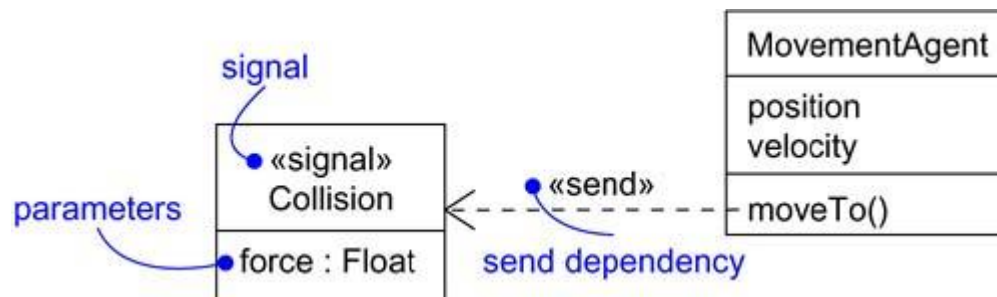 signal
MovementAgent
position
velocity
moveTo()
«signal»
Collision
«send»
parameters
force : Float
send dependency